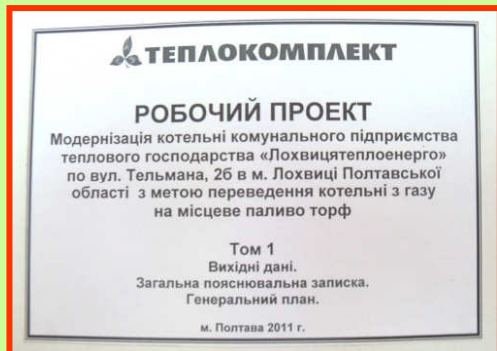 ТЕПЛОКОМПЛЕКТ
РОБОЧИЙ ПРОЕКТ
Модернізація котельні комунального підприємства
теплового господарства «Лохвицятеплоенерго»
по вул. Тельмана, 2б в м. Лохвиці Полтавської
області з метою переведення котельні з газу
на місцеве паливо торф
Том 1
Вихідні дані.
Загальна пояснювальна записка.
Генеральний план.
м. Полтава 2011 г.